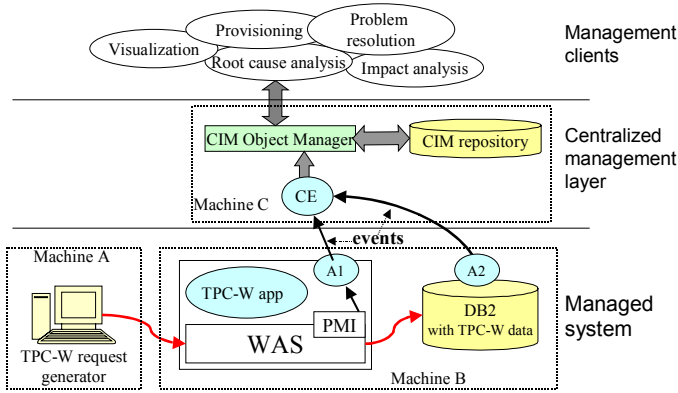 Provisioning
Problem
resolution
Visualization
Root cause analysis
Impact analysis
Management
clients
CIM Object Manager
CIM repository
Centralized
management
layer
CE
Machine C
events
Machine A
TPC-W request
generator
A1
A2
TPC-W app
PMI
WAS
DB2
with TPC-W data
Machine B
Managed
system